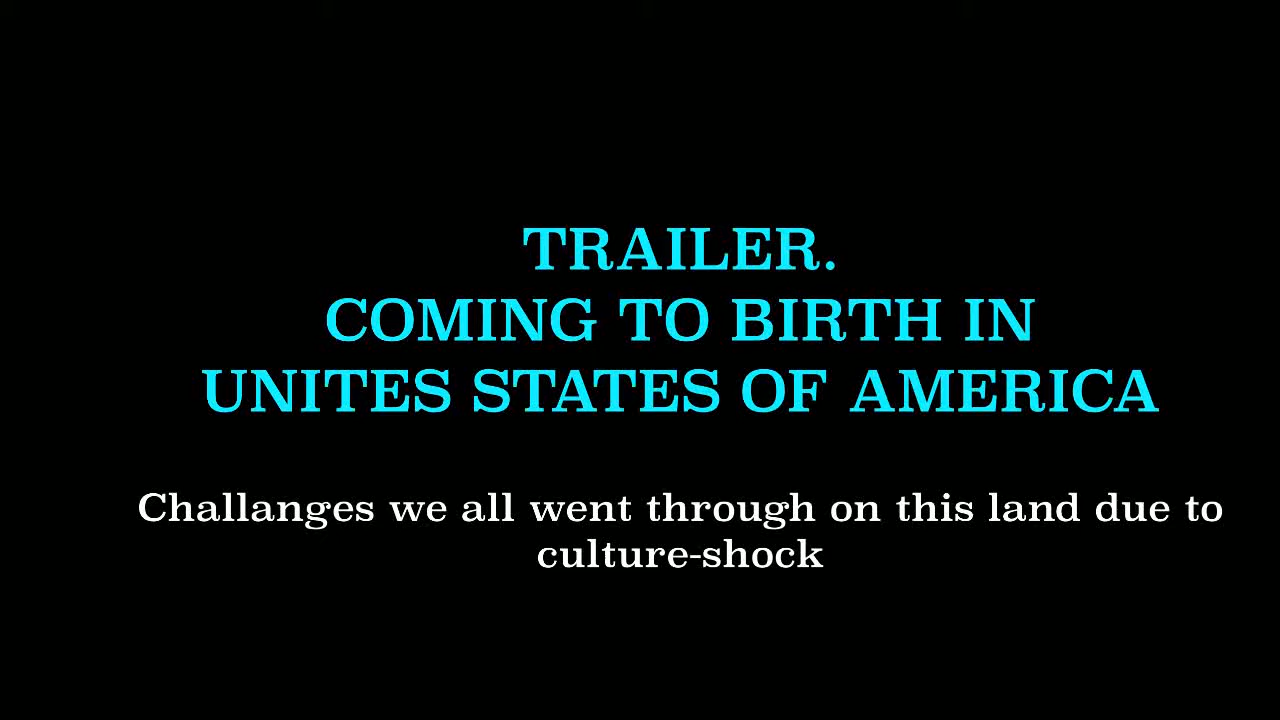 TRAILER.
COMING TO BIRTH IN
UNITES STATES OF AMERICA
Challanges we all went through on this land due to
culture-shock